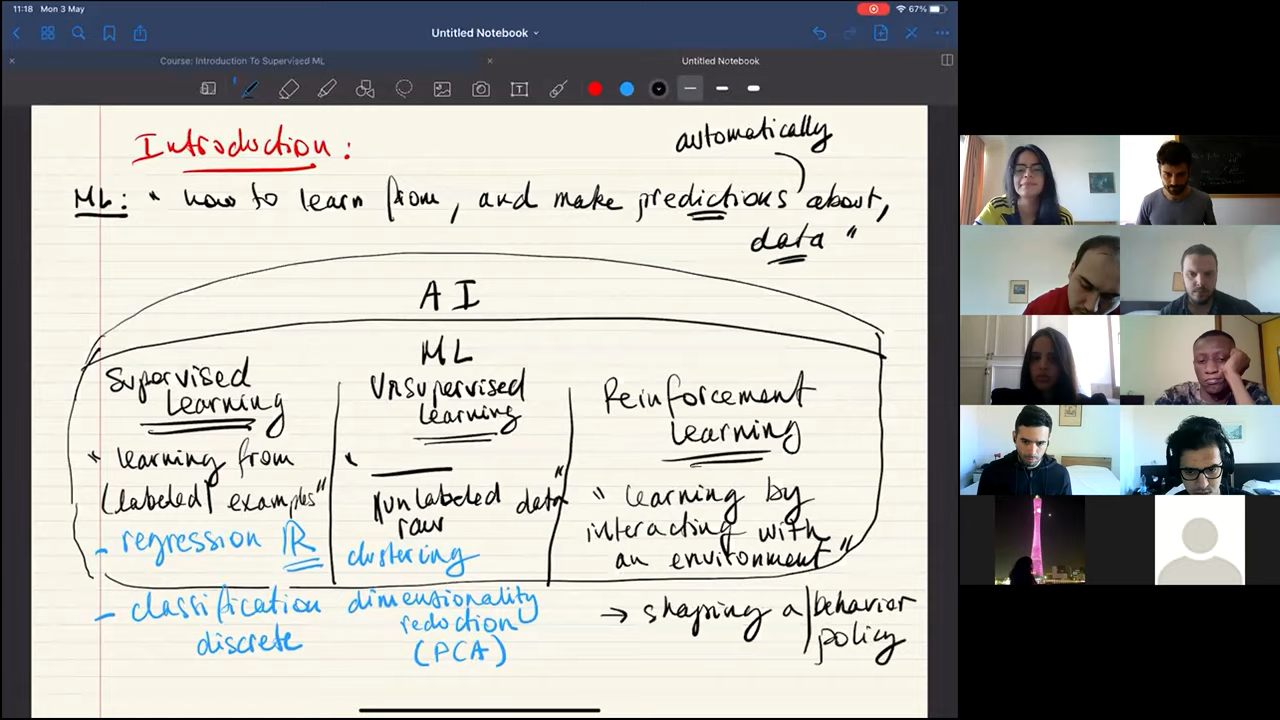 11:18 Mon 3 May
67%
Untitled Notebook
Course: Introduction To Supervised ML
Untitled Notebook
Introduction:
automatically
ML: " how to learn from, and make predictions about,
data "
AI
ML
Supervised
Learning
" learning from
(labeled) examples"
- regression IR
- classification
discrete
Unsupervised
learning
" "
unlabeled data
raw
clustering
dimensionality
reduction
(PCA)
Reinforcement
Learning
" learning by
interacting with
an environment"
→ shaping a behavior
policy